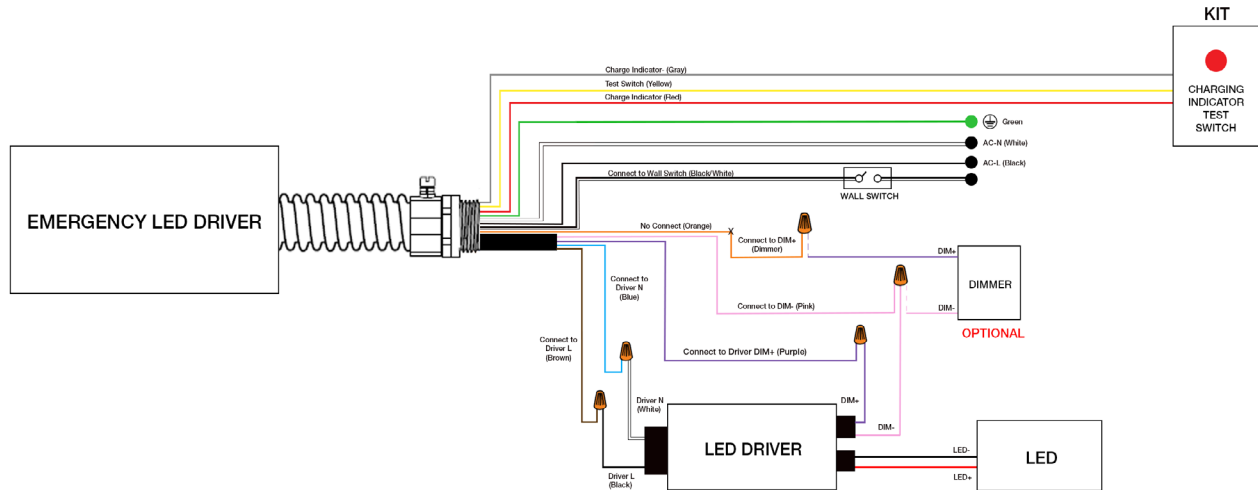 KIT
CHARGING
INDICATOR
TEST
SWITCH
Charge Indicator- (Gray)
Test Switch (Yellow)
Charge Indicator (Red)
Green
AC-N (White)
AC-L (Black)
Connect to Wall Switch (Black/White)
WALL SWITCH
EMERGENCY LED DRIVER
No Connect (Orange)
X
Connect to DIM+
(Dimmer)
DIM+
DIMMER
DIM-
OPTIONAL
Connect to
Driver N
(Blue)
Connect to DIM- (Pink)
Connect to
Driver L
(Brown)
Connect to Driver DIM+ (Purple)
Driver N
(White)
DIM+
DIM-
LED DRIVER
LED-
LED+
LED
Driver L
(Black)